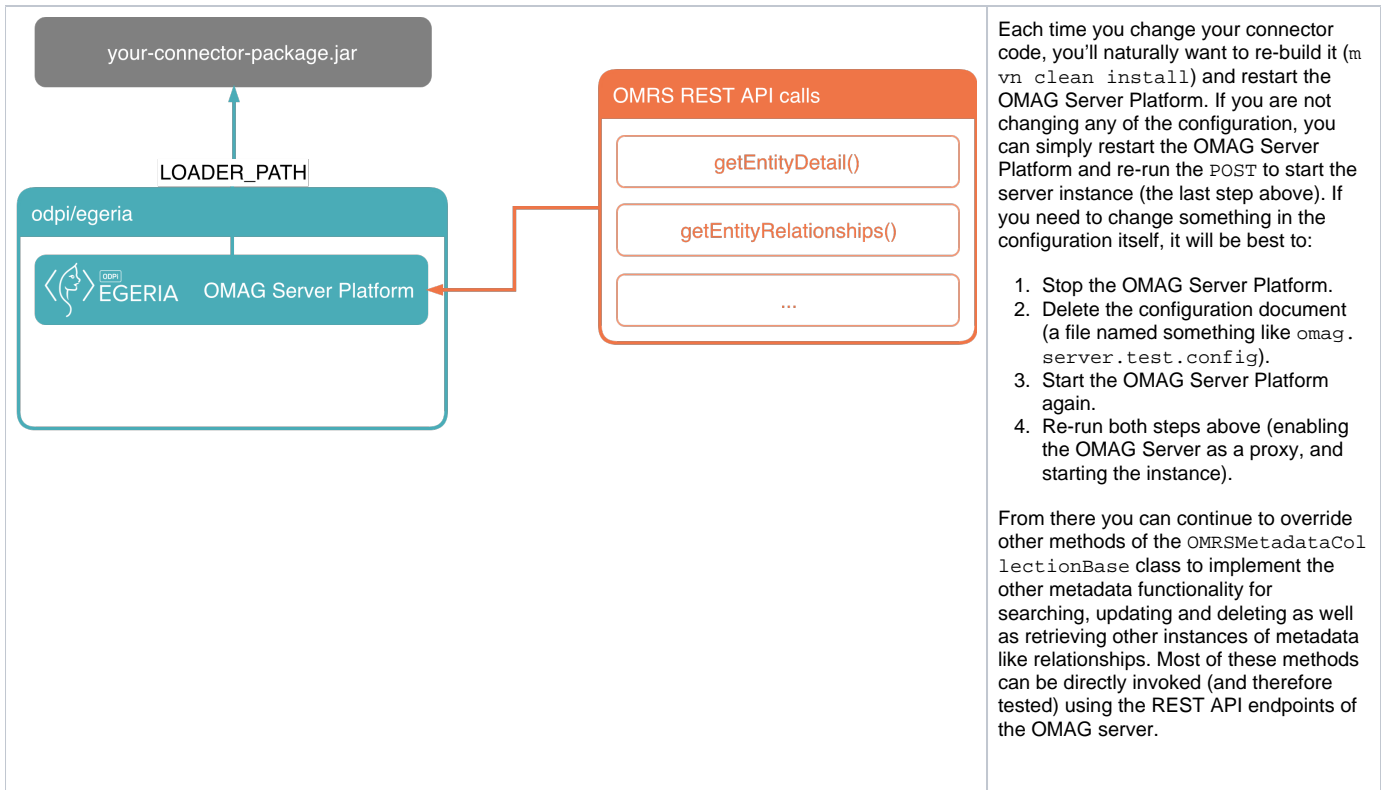 your-connector-package.jar
LOADER_PATH
odpi/egeria
ODPI
EGERIA
OMAG Server Platform
OMRS REST API calls
getEntityDetail()
getEntityRelationships()
...
Each time you change your connector
code, you'll naturally want to re-build it (m
vn clean install) and restart the
OMAG Server Platform. If you are not
changing any of the configuration, you
can simply restart the OMAG Server
Platform and re-run the POST to start the
server instance (the last step above). If
you need to change something in the
configuration itself, it will be best to:
1. Stop the OMAG Server Platform.
2. Delete the configuration document
(a file named something like omag.
server.test.config).
3. Start the OMAG Server Platform
again.
4. Re-run both steps above (enabling
the OMAG Server as a proxy, and
starting the instance).
From there you can continue to override
other methods of the OMRSMetadataCol
lectionBase class to implement the
other metadata functionality for
searching, updating and deleting as well
as retrieving other instances of metadata
like relationships. Most of these methods
can be directly invoked (and therefore
tested) using the REST API endpoints of
the OMAG server.